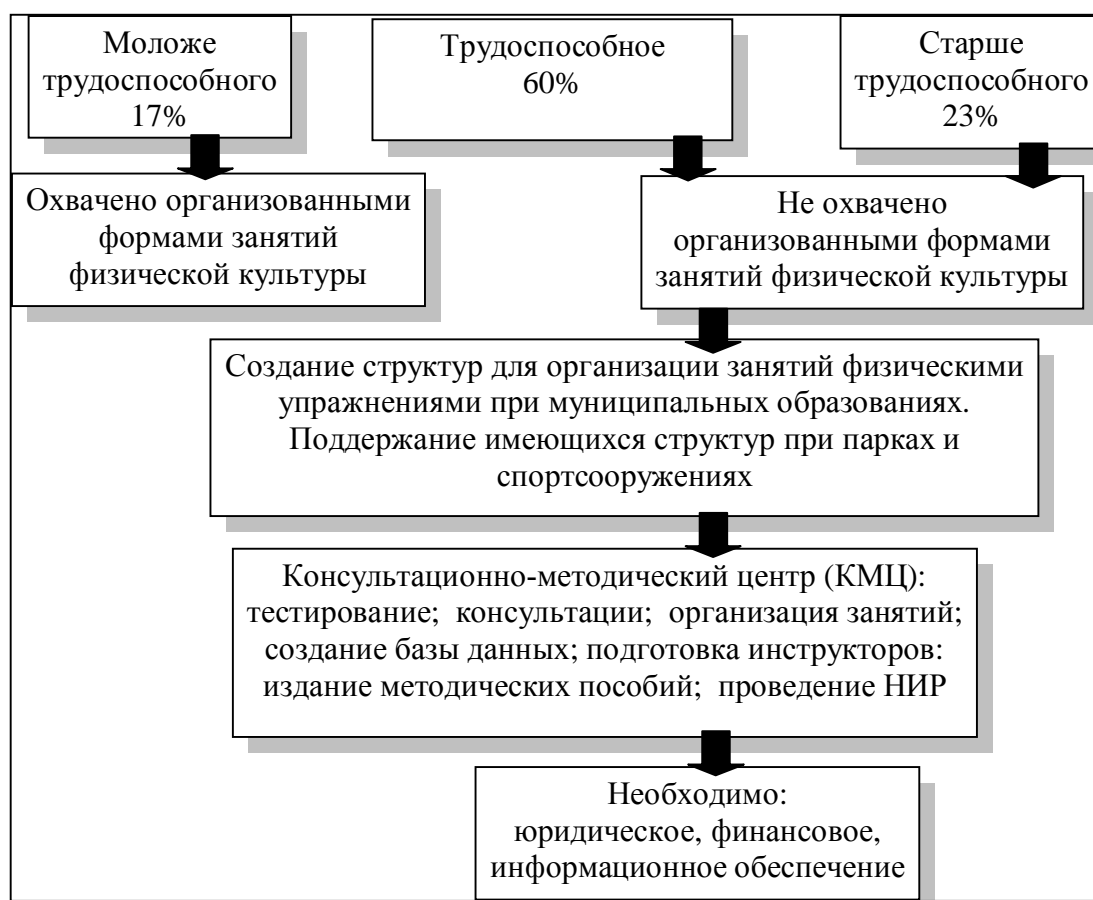 Моложе
трудоспособного
17%
Трудоспособное
60%
Старше
трудоспособного
23%
Охвачено организованными
формами занятий
физической культуры
Не охвачено
организованными формами
занятий физической культуры
Создание структур для организации занятий физическими
упражнениями при муниципальных образованиях.
Поддержание имеющихся структур при парках и
спортсооружениях
Консультационно-методический центр (КМЦ):
тестирование; консультации; организация занятий;
создание базы данных; подготовка инструкторов:
издание методических пособий; проведение НИР
Необходимо:
юридическое, финансовое,
информационное обеспечение